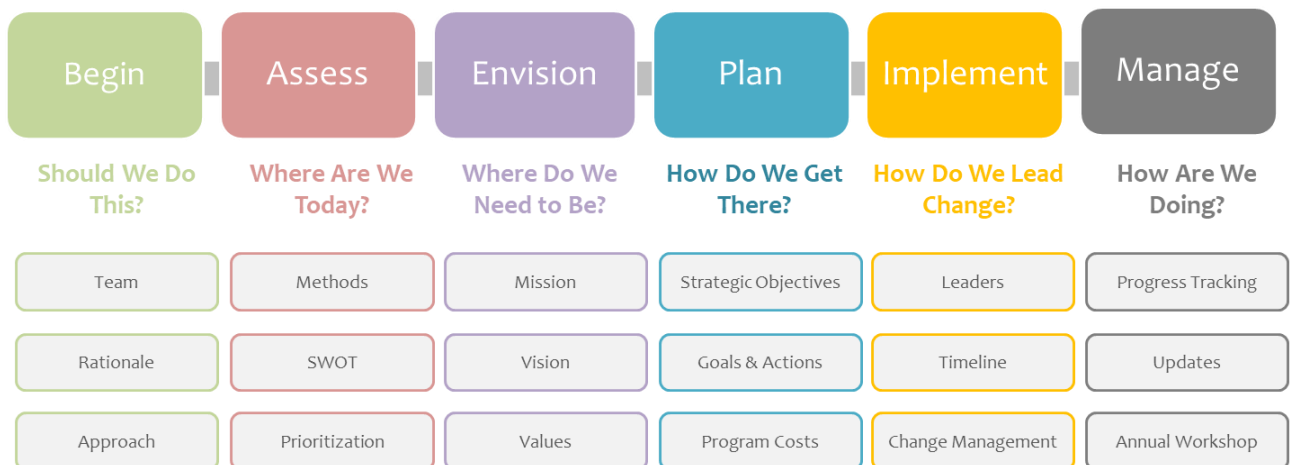 Begin
Assess
Envision
Plan
Implement
Manage
Should We Do
This?
Where Are We
Today?
Where Do We
Need to Be?
How Do We Get
There?
How Do We Lead
Change?
How Are We
Doing?
Team
Methods
Mission
Strategic Objectives
Leaders
Progress Tracking
Rationale
SWOT
Vision
Goals & Actions
Timeline
Updates
Approach
Prioritization
Values
Program Costs
Change Management
Annual Workshop